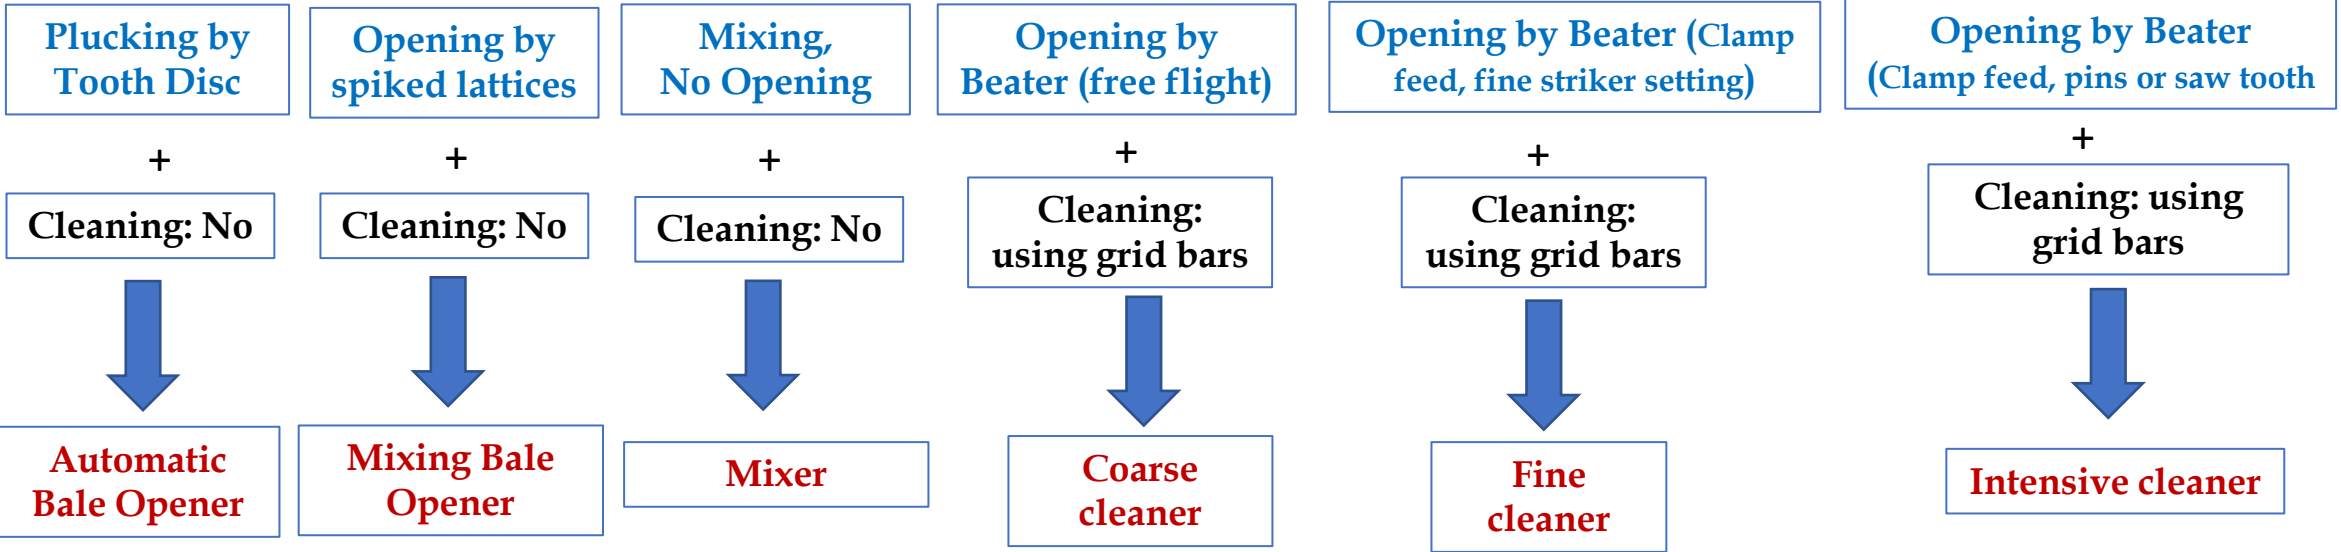 Plucking by
Tooth Disc
+
Cleaning: No
Automatic
Bale Opener
Opening by
spiked lattices
+
Cleaning: No
Mixing Bale
Opener
Mixing,
No Opening
+
Cleaning: No
Mixer
Opening by
Beater (free flight)
+
Cleaning:
using grid bars
Coarse
cleaner
Opening by Beater (Clamp
feed, fine striker setting)
+
Cleaning:
using grid bars
Fine
cleaner
Opening by Beater
(Clamp feed, pins or saw tooth
+
Cleaning: using
grid bars
Intensive cleaner